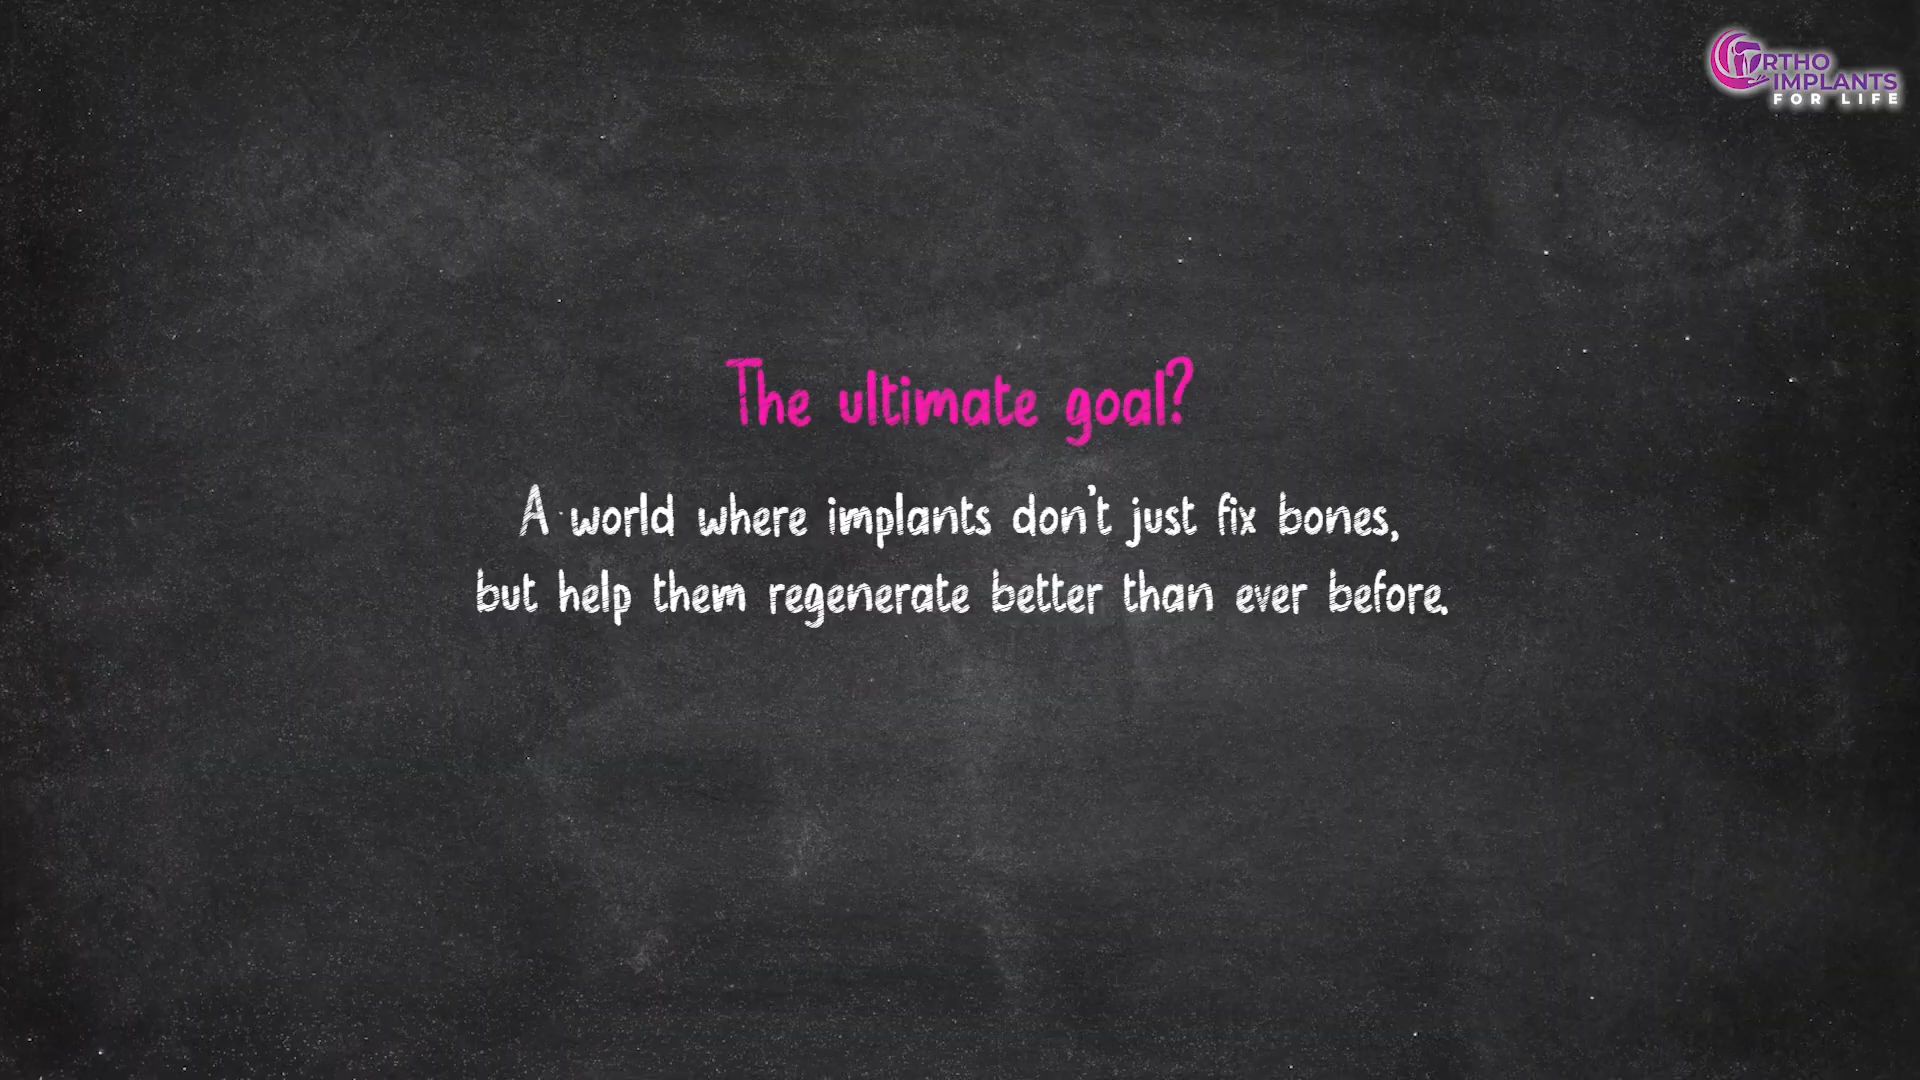 ORTHO
IMPLANTS
FOR LIFE
The ultimate goal?
A world where implants don't just fix bones,
but help them regenerate better than ever before.